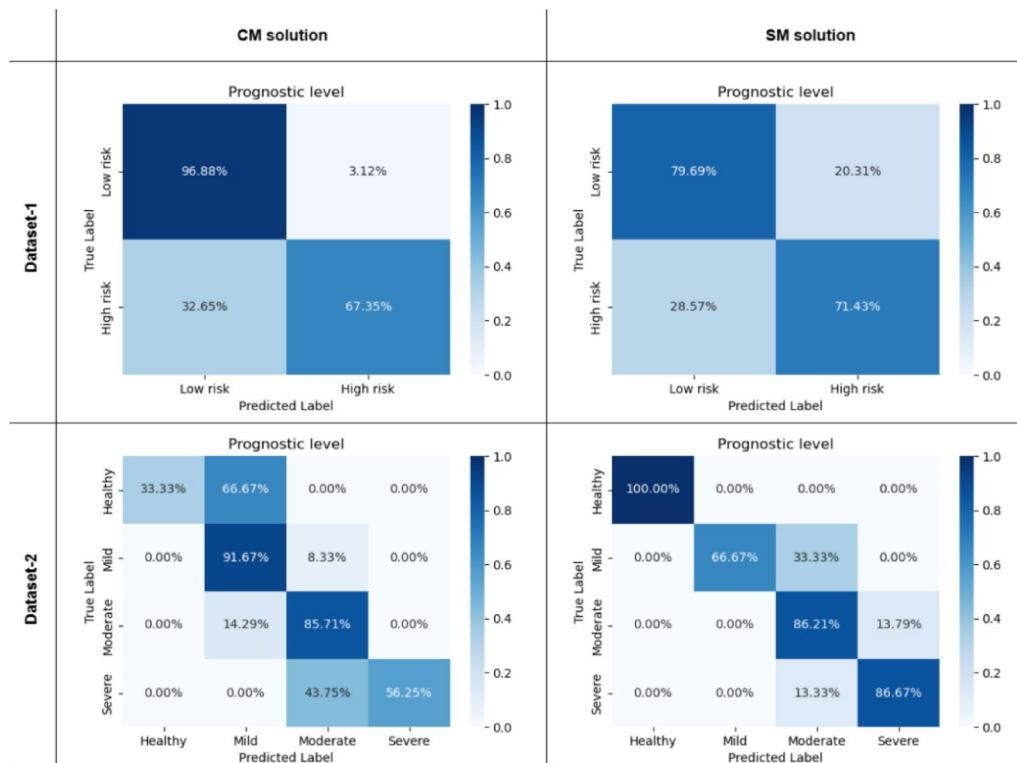 CM solution
SM solution
Dataset-1
Prognostic level
True Label
Low risk
High risk
96.88% 3.12%
32.65% 67.35%
Low risk High risk
Predicted Label
1.0
0.8
0.6
0.4
0.2
0.0
Prognostic level
True Label
Low risk
High risk
79.69% 20.31%
28.57% 71.43%
Low risk High risk
Predicted Label
1.0
0.8
0.6
0.4
0.2
0.0
Dataset-2
Prognostic level
True Label
Healthy
Mild
Moderate
Severe
33.33% 66.67% 0.00% 0.00%
0.00% 91.67% 8.33% 0.00%
0.00% 14.29% 85.71% 0.00%
0.00% 0.00% 43.75% 56.25%
Healthy Mild Moderate Severe
Predicted Label
1.0
0.8
0.6
0.4
0.2
0.0
Prognostic level
True Label
Healthy
Mild
Moderate
Severe
100.00% 0.00% 0.00% 0.00%
0.00% 66.67% 33.33% 0.00%
0.00% 0.00% 86.21% 13.79%
0.00% 0.00% 13.33% 86.67%
Healthy Mild Moderate Severe
Predicted Label
1.0
0.8
0.6
0.4
0.2
0.0